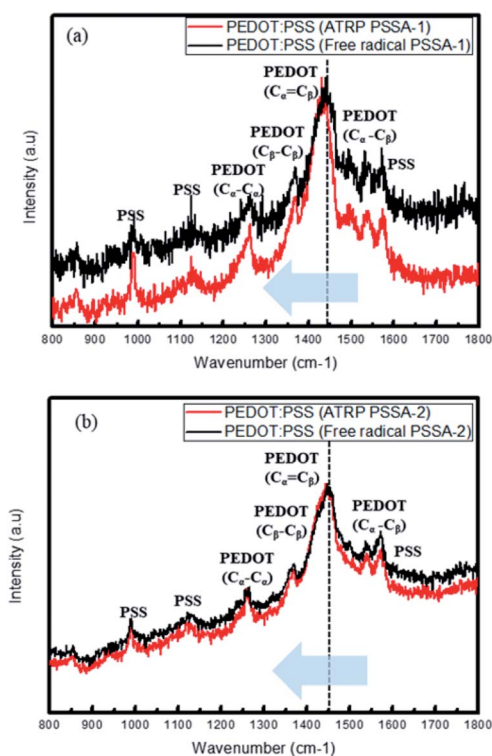 (a)
PEDOT:PSS (ATRP PSSA-1)
PEDOT:PSS (Free radical PSSA-1)
PEDOT
(Cα=Cβ)
PEDOT
(Cβ-Cβ)
PEDOT
(Cα-Cβ)
PEDOT
(Cα-Cα)
PSS
PSS
PSS
Intensity (a.u)
800 900 1000 1100 1200 1300 1400 1500 1600 1700 1800
Wavenumber (cm-1)
(b)
PEDOT:PSS (ATRP PSSA-2)
PEDOT:PSS (Free radical PSSA-2)
PEDOT
(Cα=Cβ)
PEDOT
(Cβ-Cβ)
PEDOT
(Cα-Cβ)
PEDOT
(Cα-Cα)
PSS
PSS
PSS
Intensity (a.u)
800 900 1000 1100 1200 1300 1400 1500 1600 1700 1800
Wavenumber (cm-1)